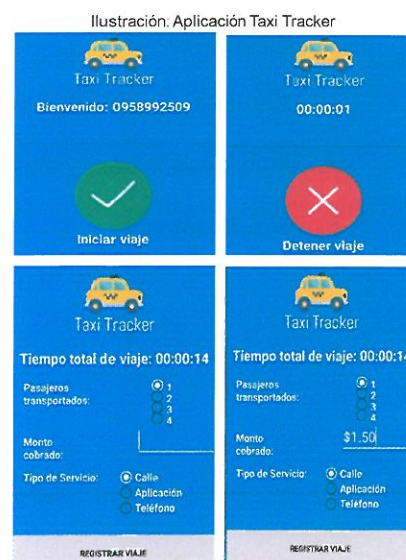 Ilustración: Aplicación Taxi Tracker
Taxi Tracker
Bienvenido: 0958992509
Iniciar viaje
Taxi Tracker
00:00:01
Detener viaje
Taxi Tracker
Tiempo total de viaje: 00:00:14
Pasajeros
transportados:
1
2
3
4
Monto
cobrado:
Tipo de Servicio:
Calle
Aplicación
Teléfono
REGISTRAR VIAJE
Taxi Tracker
Tiempo total de viaje: 00:00:14
Pasajeros
transportados:
1
2
3
4
Monto
cobrado:
$1.50
Tipo de Servicio:
Calle
Aplicación
Teléfono
REGISTRAR VIAJE